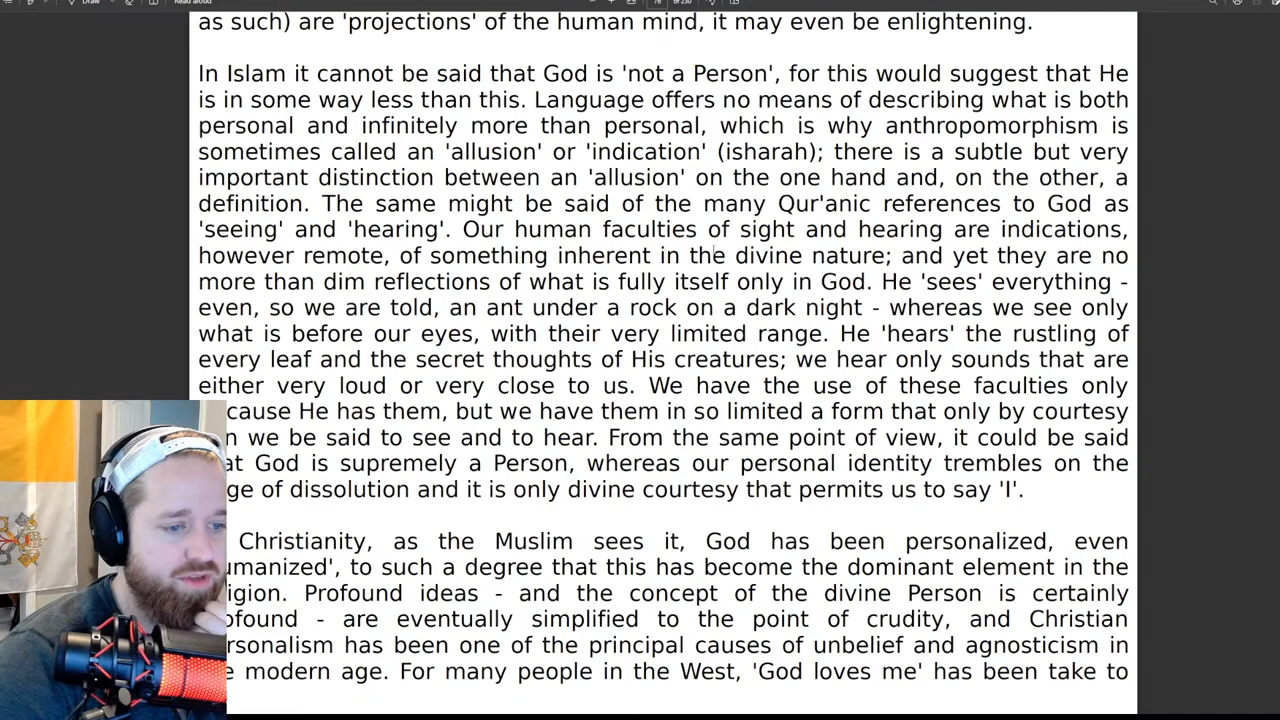 Draw
Read aloud
as such) are 'projections' of the human mind, it may even be enlightening.
In Islam it cannot be said that God is 'not a Person', for this would suggest that He
is in some way less than this. Language offers no means of describing what is both
personal and infinitely more than personal, which is why anthropomorphism is
sometimes called an 'allusion' or 'indication' (isharah); there is a subtle but very
important distinction between an 'allusion' on the one hand and, on the other, a
definition. The same might be said of the many Qur'anic references to God as
'seeing' and 'hearing'. Our human faculties of sight and hearing are indications,
however remote, of something inherent in the divine nature; and yet they are no
more than dim reflections of what is fully itself only in God. He 'sees' everything -
even, so we are told, an ant under a rock on a dark night - whereas we see only
what is before our eyes, with their very limited range. He 'hears' the rustling of
every leaf and the secret thoughts of His creatures; we hear only sounds that are
either very loud or very close to us. We have the use of these faculties only
cause He has them, but we have them in so limited a form that only by courtesy
n we be said to see and to hear. From the same point of view, it could be said
at God is supremely a Person, whereas our personal identity trembles on the
ge of dissolution and it is only divine courtesy that permits us to say 'I'.
Christianity, as the Muslim sees it, God has been personalized, even
umanized', to such a degree that this has become the dominant element in the
igion. Profound ideas - and the concept of the divine Person is certainly
ofound - are eventually simplified to the point of crudity, and Christian
rsonalism has been one of the principal causes of unbelief and agnosticism in
e modern age. For many people in the West, 'God loves me' has been take to